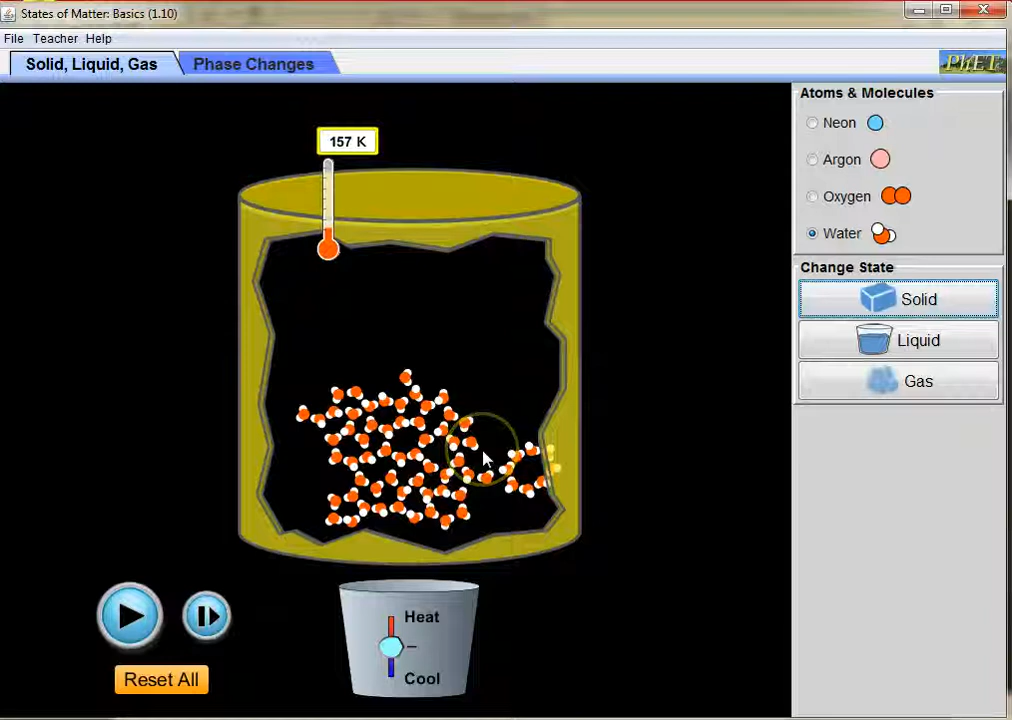 States of Matter: Basics (1.10)
File Teacher Help
Solid, Liquid, Gas
Phase Changes
PhET
157 K
Atoms & Molecules
Neon
Argon
Oxygen
Water
Change State
Solid
Liquid
Gas
Heat
Cool
Reset All